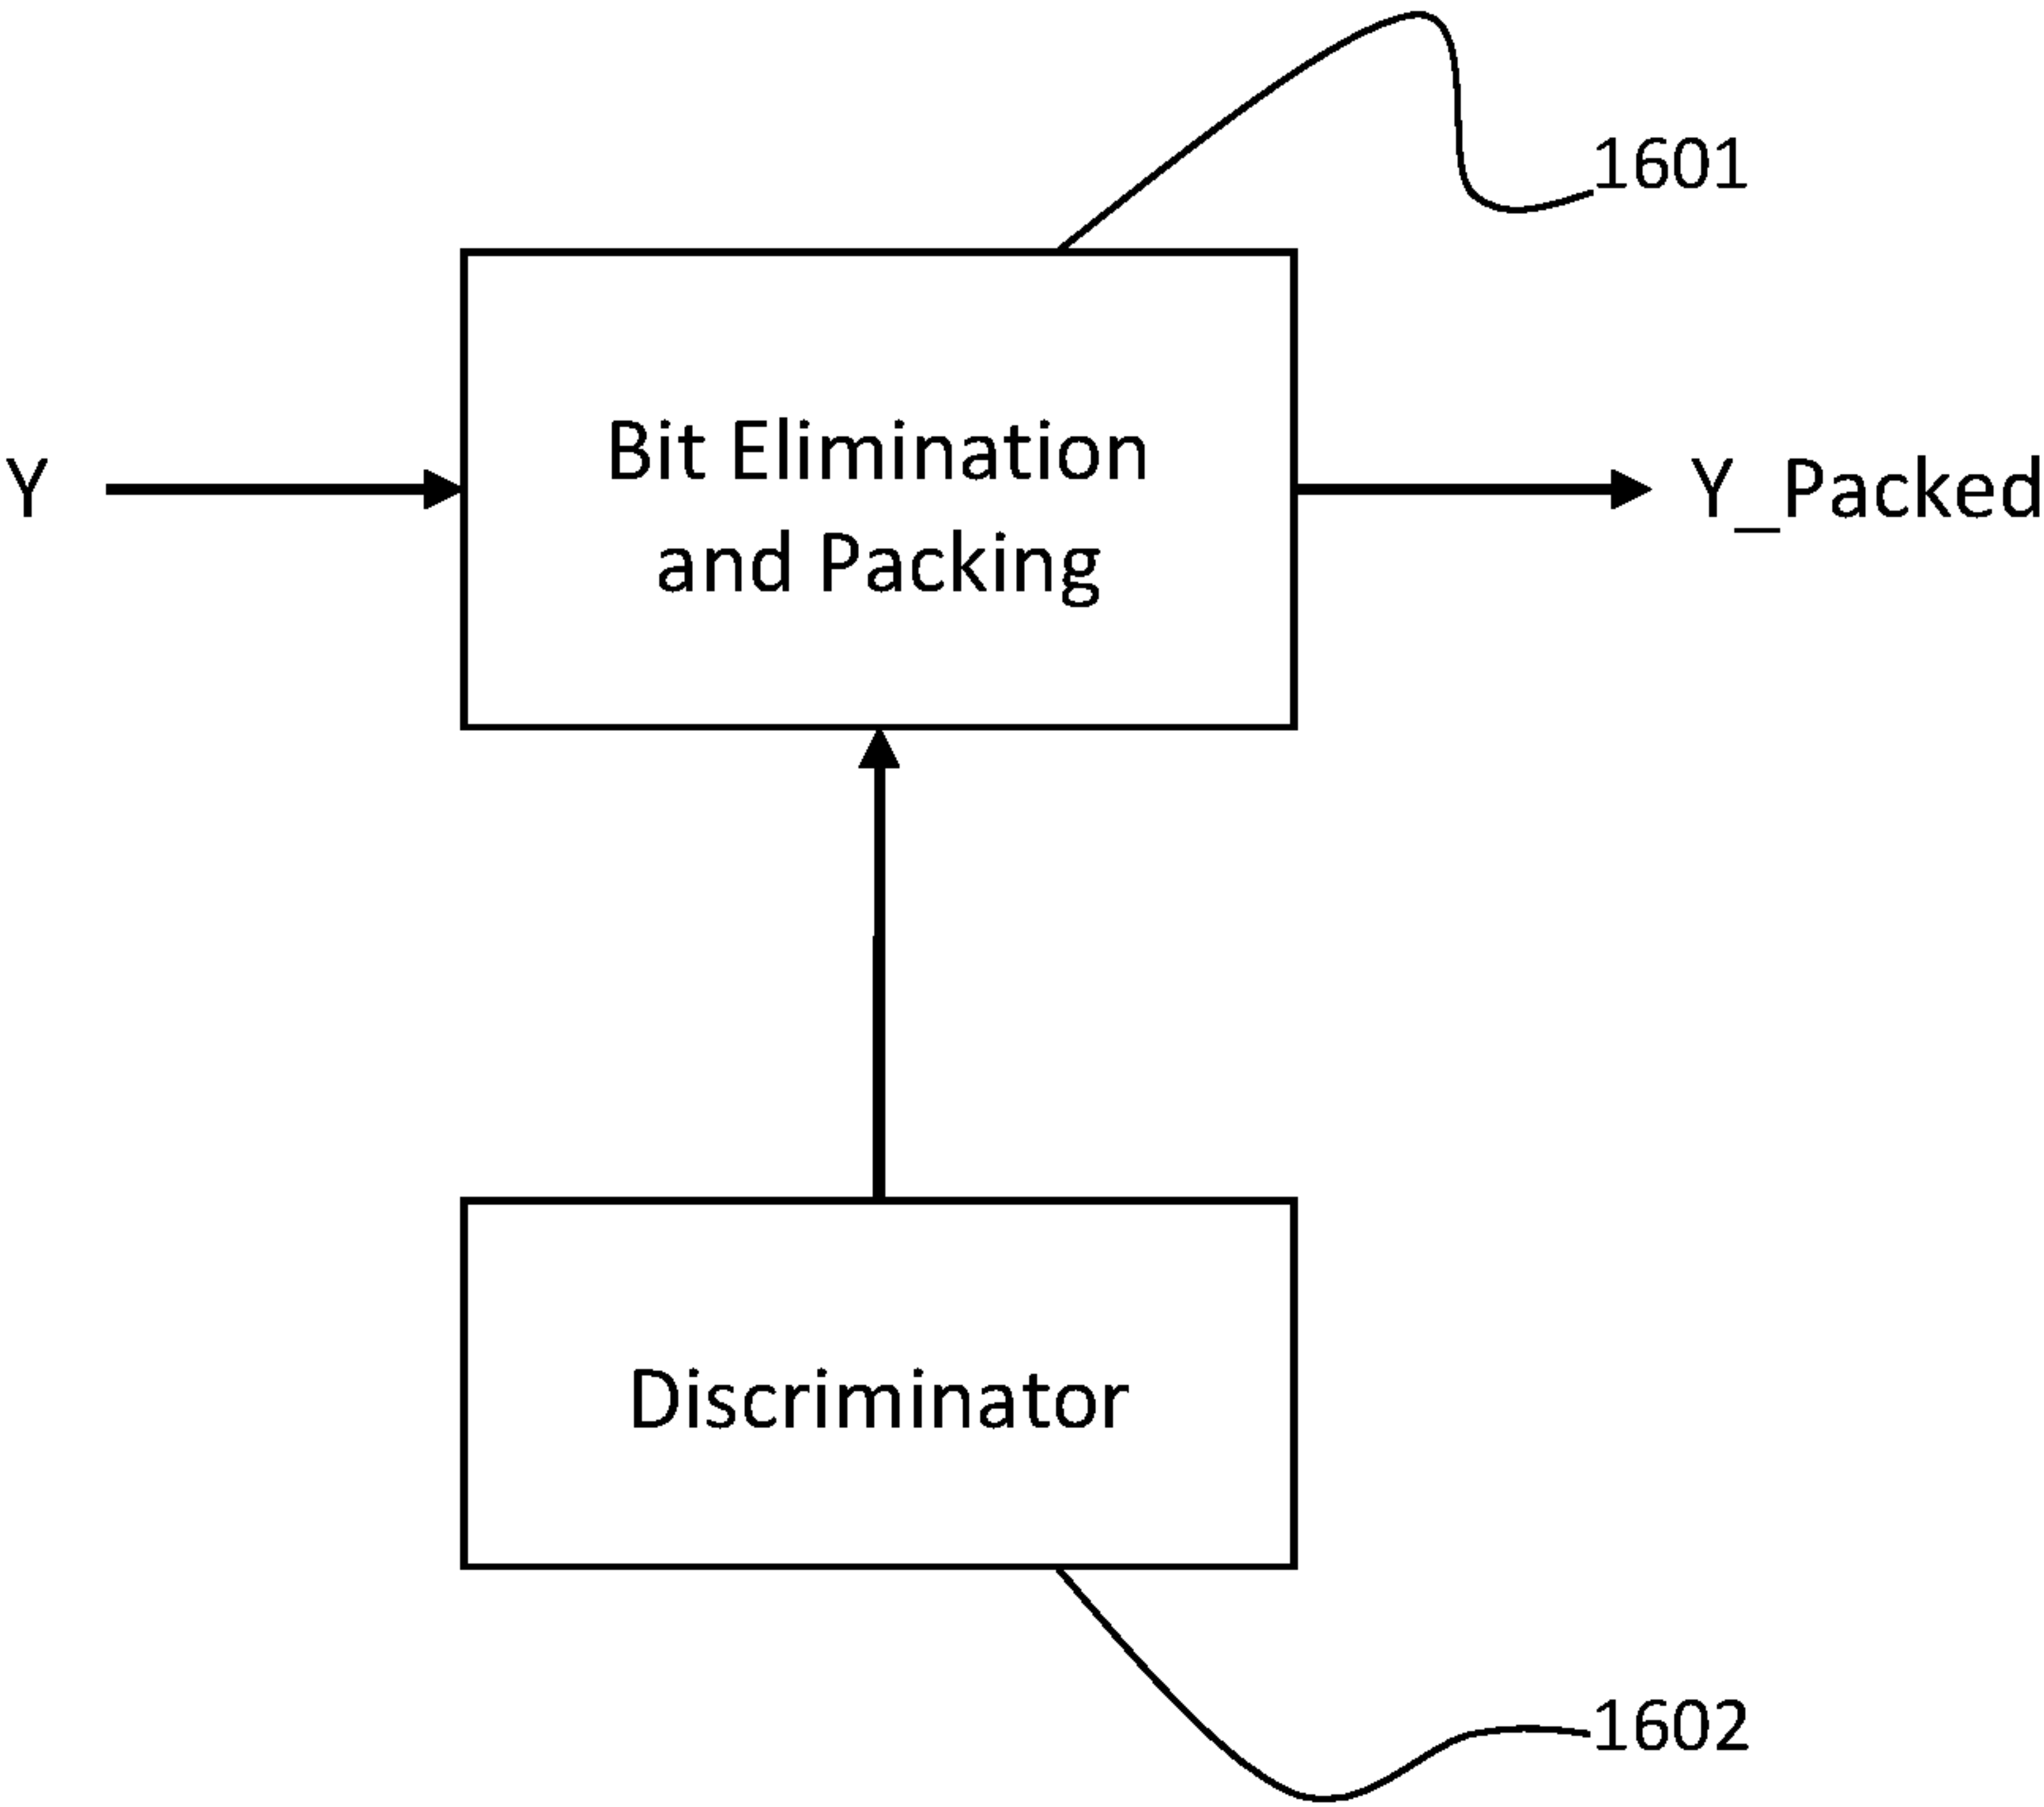 1601
Bit Elimination
and Packing
Y
Y_Packed
Discriminator
1602